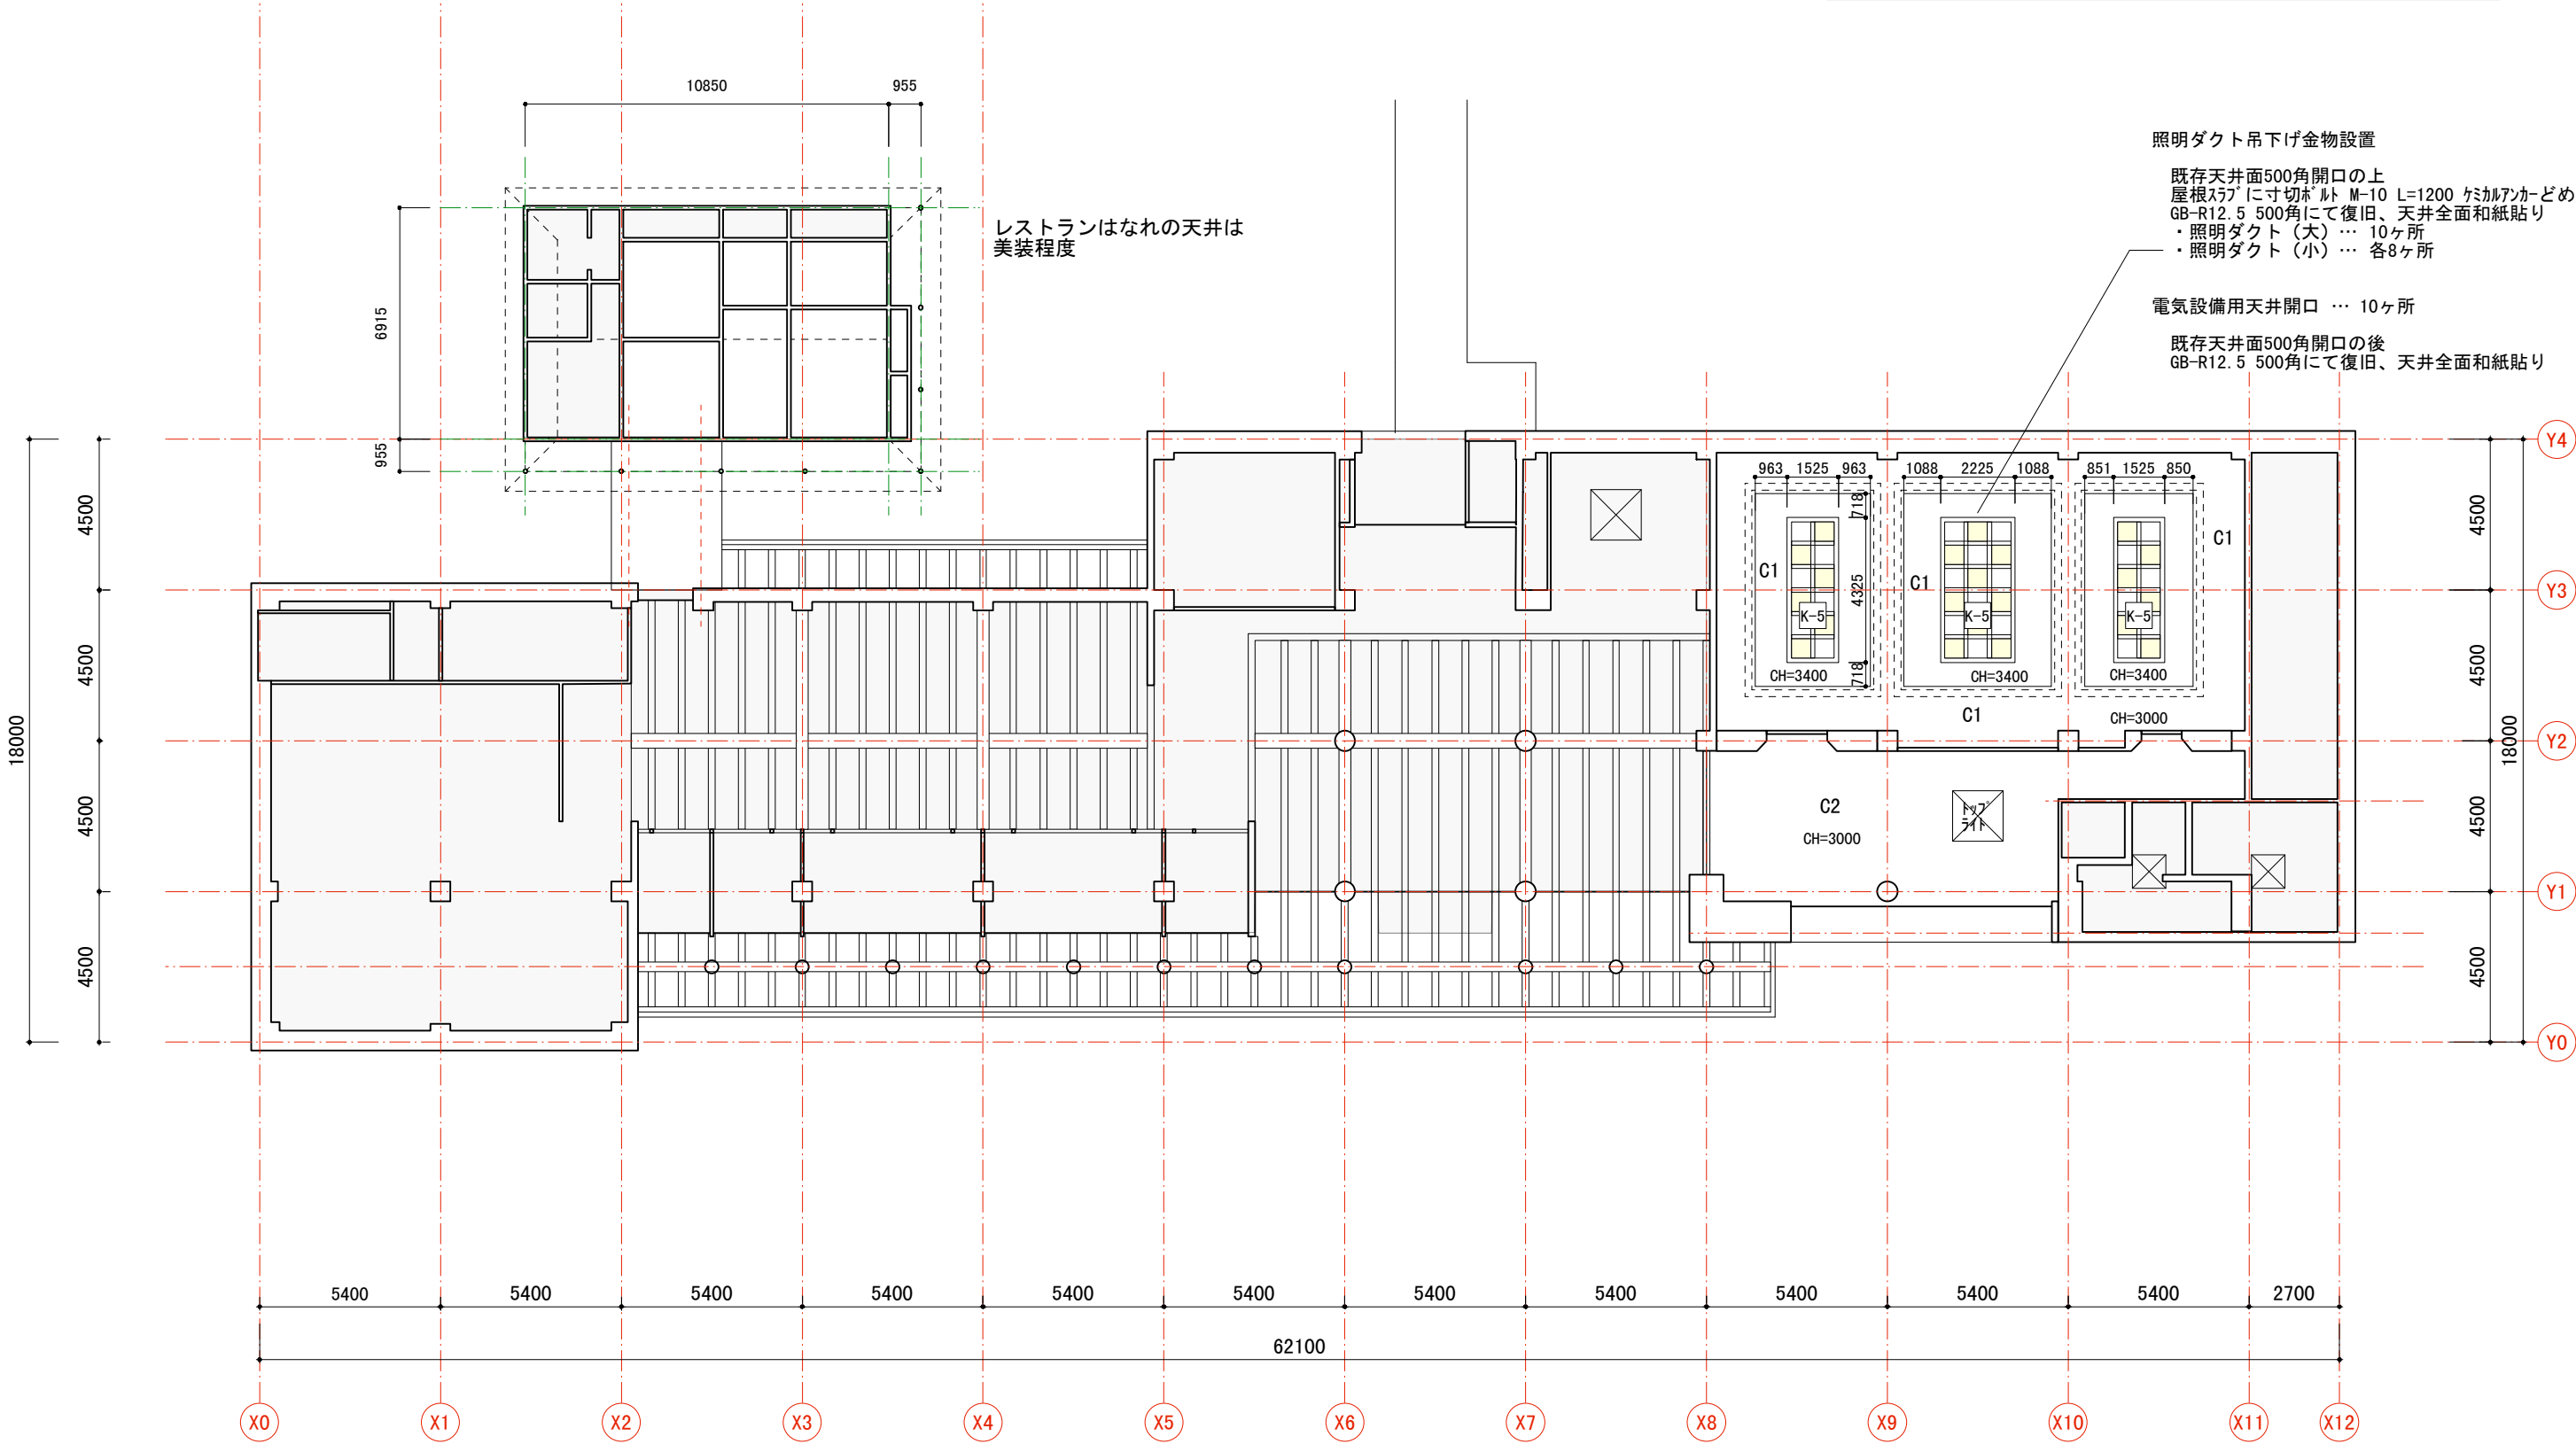 10850
955
照明ダクト吊下げ金物設置
既存天井面500角開口の上
屋根ｽﾗﾌﾞに寸切ﾎﾞﾙﾄ M-10 L=1200 ｹﾐｶﾙｱﾝｶｰどめ
GB-R12.5 500角にて復旧、天井全面和紙貼り
・照明ダクト（大）… 10ヶ所
・照明ダクト（小）… 各8ヶ所
レストランはなれの天井は
美装程度
電気設備用天井開口 … 10ヶ所
既存天井面500角開口の後
GB-R12.5 500角にて復旧、天井全面和紙貼り
6915
955
Y4
963 1525 963
1088 2225 1088
851 1525 850
718
4500
4500
C1
C1
C1
4325
Y3
K-5
K-5
K-5
4500
4500
718
CH=3400
CH=3400
CH=3400
C1
CH=3000
18000
18000
Y2
C2
CH=3000
ﾄｯﾌﾟ
ﾗｲﾄ
4500
4500
Y1
4500
4500
Y0
5400 5400 5400 5400 5400 5400 5400 5400 5400 5400 5400 2700
62100
X0 X1 X2 X3 X4 X5 X6 X7 X8 X9 X10 X11 X12